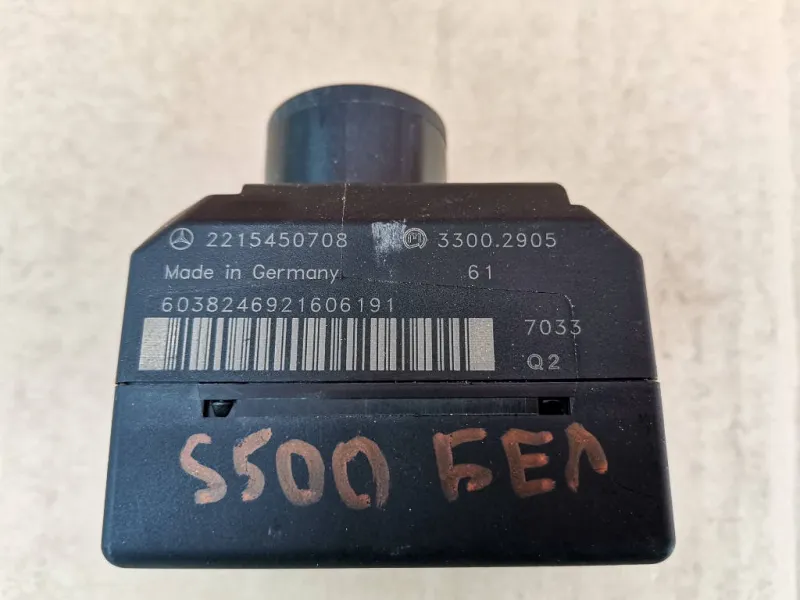 2215450708 3300.2905
Made in Germany 61
6038246921606191
7033
Q2
S500 БЕЛ